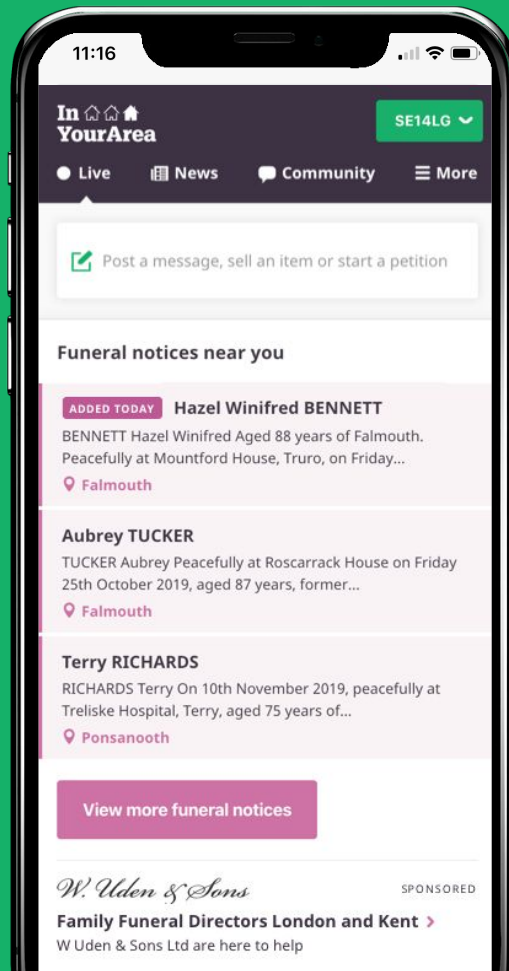 11:16
In
YourArea
SE14LG
Live News Community More
Post a message, sell an item or start a petition
Funeral notices near you
ADDED TODAY Hazel Winifred BENNETT
BENNETT Hazel Winifred Aged 88 years of Falmouth.
Peacefully at Mountford House, Truro, on Friday...
Falmouth
Aubrey TUCKER
TUCKER Aubrey Peacefully at Roscarrack House on Friday
25th October 2019, aged 87 years, former...
Falmouth
Terry RICHARDS
RICHARDS Terry On 10th November 2019, peacefully at
Treliske Hospital, Terry, aged 75 years of...
Ponsanooth
View more funeral notices
W. Uden & Sons SPONSORED
Family Funeral Directors London and Kent >
W Uden & Sons Ltd are here to help